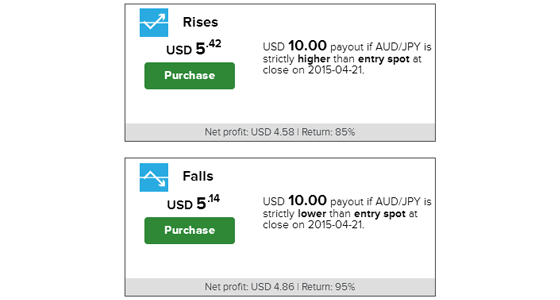 Rises
USD 5.42
Purchase
USD 10.00 payout if AUD/JPY is
strictly higher than entry spot at
close on 2015-04-21.
Net profit: USD 4.58 | Return: 85%
Falls
USD 5.14
Purchase
USD 10.00 payout if AUD/JPY is
strictly lower than entry spot at
close on 2015-04-21.
Net profit: USD 4.86 | Return: 95%